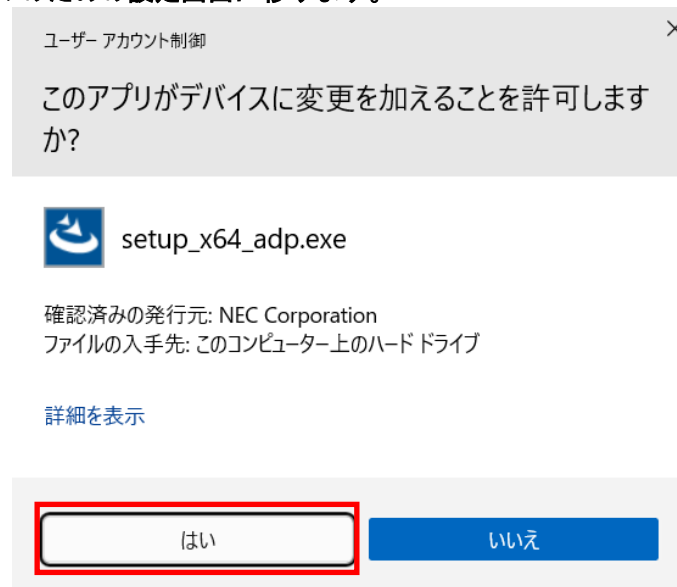 ユーザー アカウント制御
このアプリがデバイスに変更を加えることを許可します
か?
setup_x64_adp.exe
確認済みの発行元: NEC Corporation
ファイルの入手先: このコンピューター上のハード ドライブ
詳細を表示
はい
いいえ